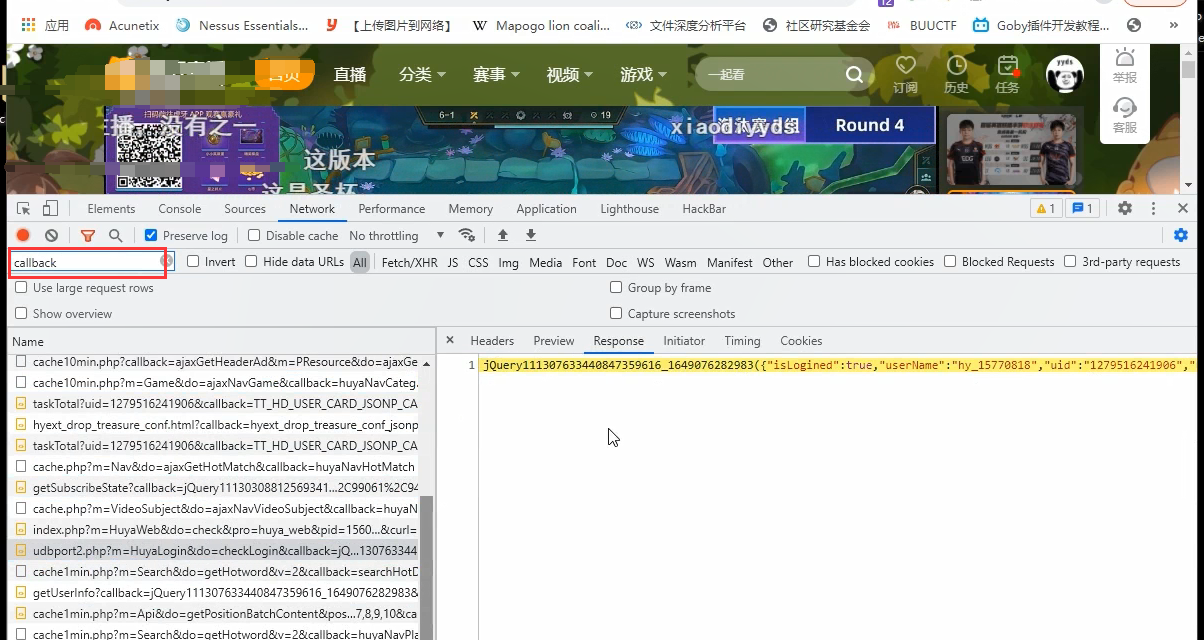 12
应用 Acunetix Nessus Essentials... 【上传图片到网络】 W Mapogo lion coali... 文件深度分析平台 社区研究基金会 BUUCTF Goby插件开发教程... »
首页 直播 分类 赛事 视频 游戏 一起看 订阅 历史 任务 yyds 举报
客服
扫码
主播一没有之一
6-1 19
这版本
这是圣杯
xiaodiyyds
Round 4
Elements Console Sources Network Performance Memory Application Lighthouse HackBar 1 1
Preserve log Disable cache No throttling
callback Invert Hide data URLs All Fetch/XHR JS CSS Img Media Font Doc WS Wasm Manifest Other Has blocked cookies Blocked Requests 3rd-party requests
Use large request rows Group by frame
Show overview Capture screenshots
Name × Headers Preview Response Initiator Timing Cookies
1 jQuery111307633440847359616_1649076282983({"isLogined":true,"userName":"hy_15770818","uid":"1279516241906","
cache10min.php?callback=ajaxGetHeaderAd&m=PResource&do=ajaxGe
cache10min.php?m=Game&do=ajaxNavGame&callback=huyaNavCateg.
taskTotal?uid=1279516241906&callback=TT_HD_USER_CARD_JSONP_CA
hyext_drop_treasure_conf.html?callback=hyext_drop_treasure_conf_jsonp
taskTotal?uid=1279516241906&callback=TT_HD_USER_CARD_JSONP_CA
cache.php?m=Nav&do=ajaxGetHotMatch&callback=huyaNavHotMatch
getSubscribeState?callback=jQuery11130308812569341...2C99061%2C94
cache.php?m=VideoSubject&do=ajaxNavVideoSubject&callback=huyaN
index.php?m=HuyaWeb&do=check&pro=huya_web&pid=1560...&curl=
udbport2.php?m=HuyaLogin&do=checkLogin&callback=jQ...130763344
cache1min.php?m=Search&do=getHotword&v=2&callback=searchHotD
getUserInfo?callback=jQuery111307633440847359616_1649076282983&
cache1min.php?m=Api&do=getPositionBatchContent&pos...7,8,9,10&ca
cache1min.php?m=Search&do=getHotword&v=2&callback=huyaNavPla